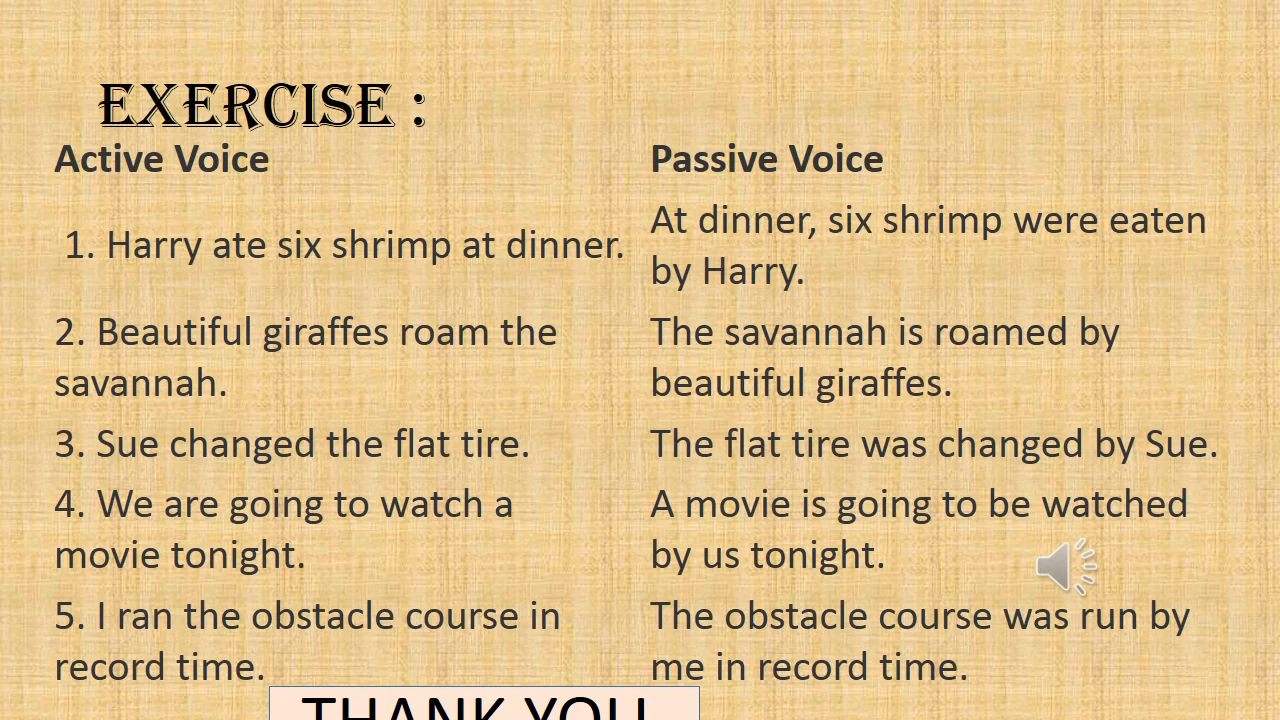 EXERCISE :
Active Voice
Passive Voice
1. Harry ate six shrimp at dinner.
At dinner, six shrimp were eaten
by Harry.
2. Beautiful giraffes roam the
savannah.
The savannah is roamed by
beautiful giraffes.
3. Sue changed the flat tire.
The flat tire was changed by Sue.
4. We are going to watch a
movie tonight.
A movie is going to be watched
by us tonight.
5. I ran the obstacle course in
record time.
The obstacle course was run by
me in record time.
THANK YOU